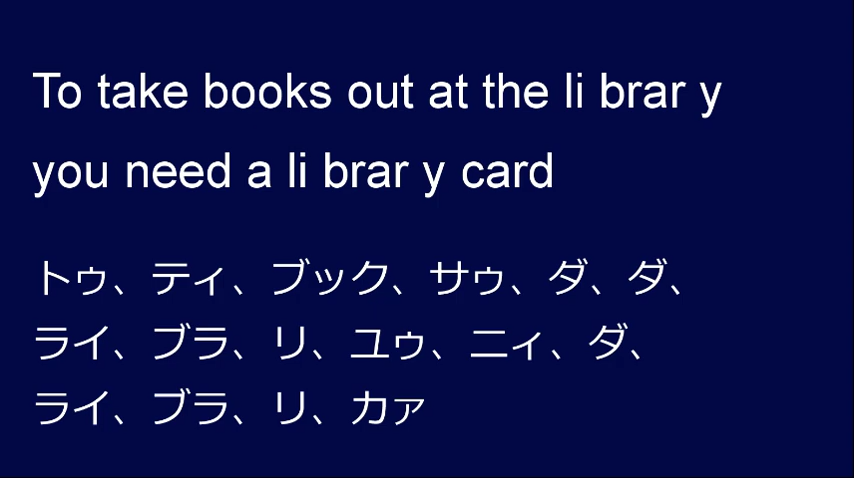 To take books out at the li brar y
you need a li brar y card
トゥ、ティ、ブック、サゥ、ダ、ダ、
ライ、ブラ、リ、ユゥ、ニィ、ダ、
ライ、ブラ、リ、カァ